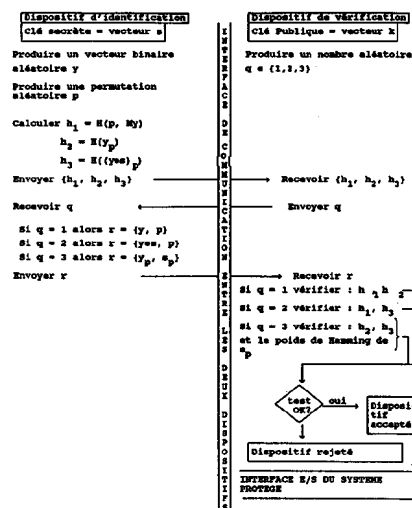 Dispositif d'identification
Clé secrète = vecteur s
Produire un vecteur binaire
aléatoire y
Produire une permutation
aléatoire p
Calculer h1 = H(p, My)
h2 = H(yp)
h3 = H((yes)p)
Envoyer {h1, h2, h3}
Recevoir q
Si q = 1 alors r = {y, p}
Si q = 2 alors r = {yes, p}
Si q = 3 alors r = {yp, sp}
Envoyer r
INTERFACE DE COMMUNICATION ENTRE LES DEUX DISPOSITIFS
Dispositif de vérification
Clé Publique = vecteur k
Produire un nombre aléatoire
q ϵ {1,2,3}
Recevoir {h1, h2, h3}
Envoyer q
Recevoir r
Si q = 1 vérifier : h1 h2
Si q = 2 vérifier : h1, h3
Si q = 3 vérifier : h2, h3
et le poids de Hamming de
sp
test
OK?
oui
Disposi
tif
accepté
Dispositif rejeté
INTERFACE E/S DU SYSTEME
PROTEGE